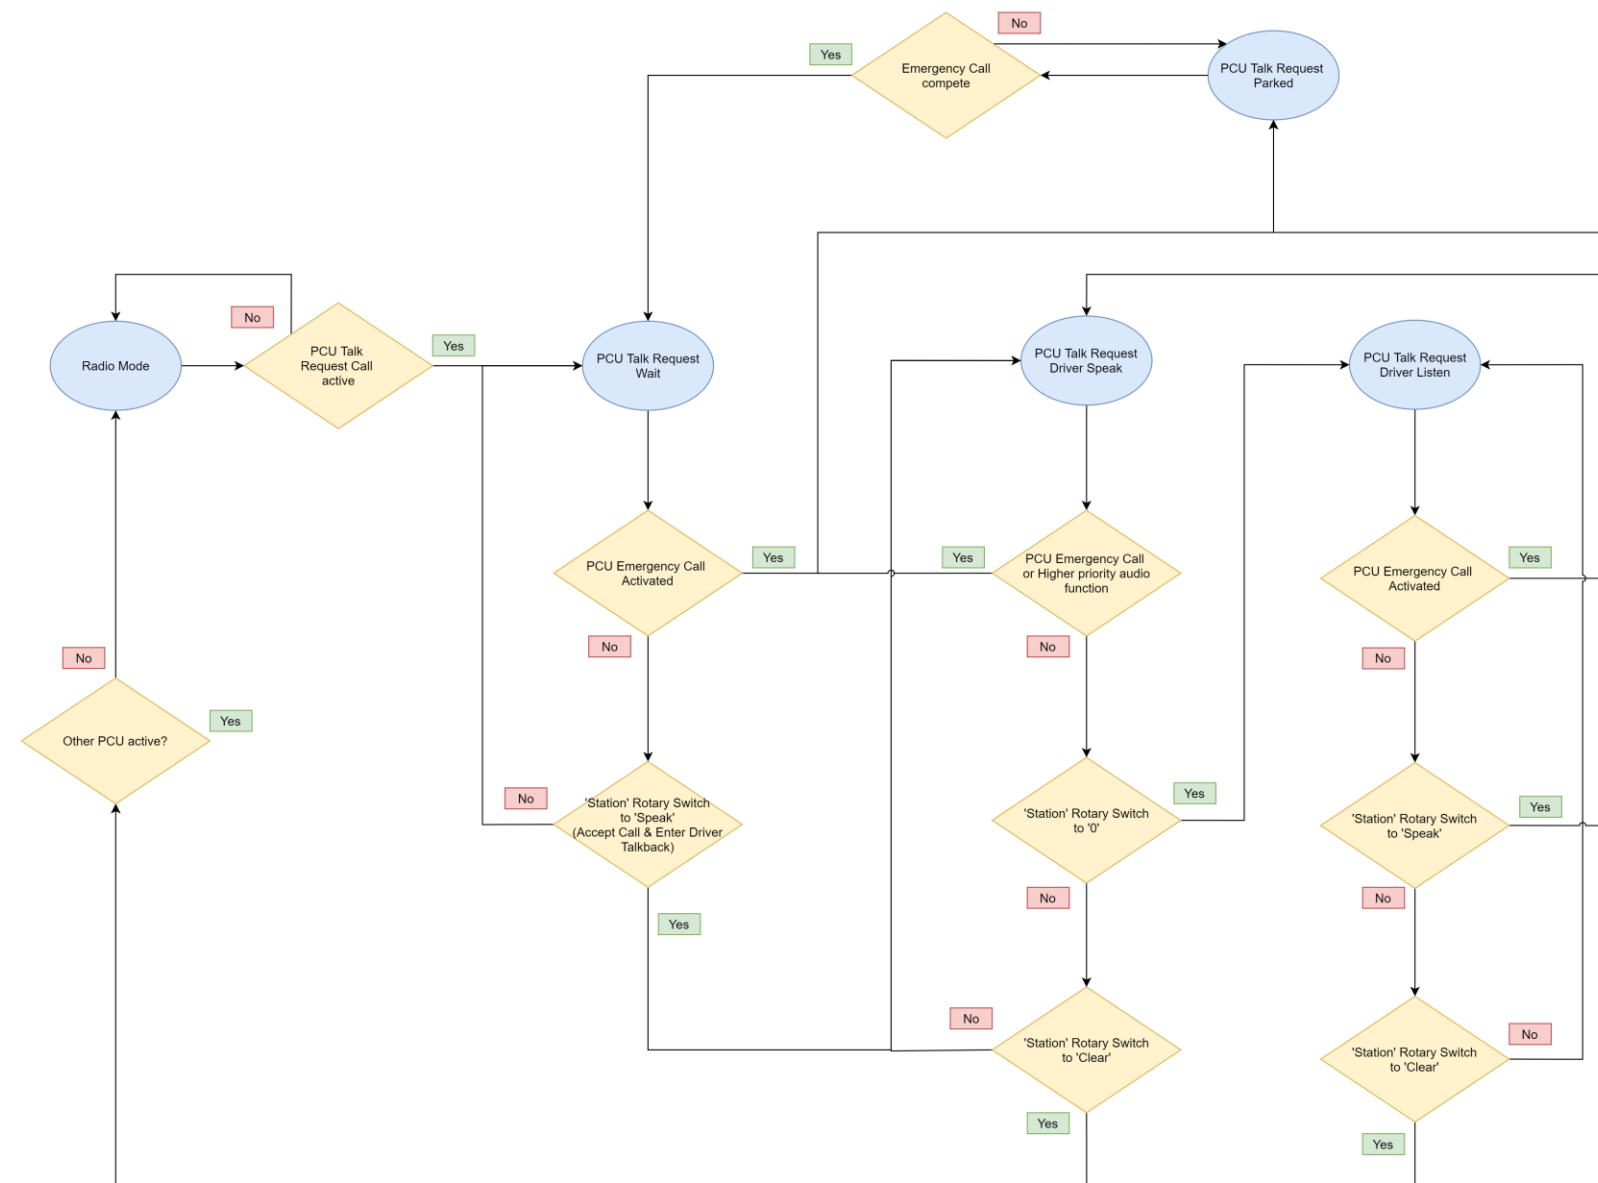 No
Yes
Emergency Call
compete
PCU Talk Request
Parked
No
PCU Talk
Request Call
active
Yes
Radio Mode
PCU Talk Request
Wait
PCU Talk Request
Driver Speak
PCU Talk Request
Driver Listen
PCU Emergency Call
Activated
Yes
Yes
PCU Emergency Call
or Higher priority audio
function
PCU Emergency Call
Activated
Yes
No
No
No
No
Other PCU active?
Yes
No
'Station' Rotary Switch
to 'Speak'
(Accept Call & Enter Driver
Talkback)
'Station' Rotary Switch
to '0'
Yes
'Station' Rotary Switch
to 'Speak'
Yes
Yes
No
No
No
'Station' Rotary Switch
to 'Clear'
'Station' Rotary Switch
to 'Clear'
No
Yes
Yes